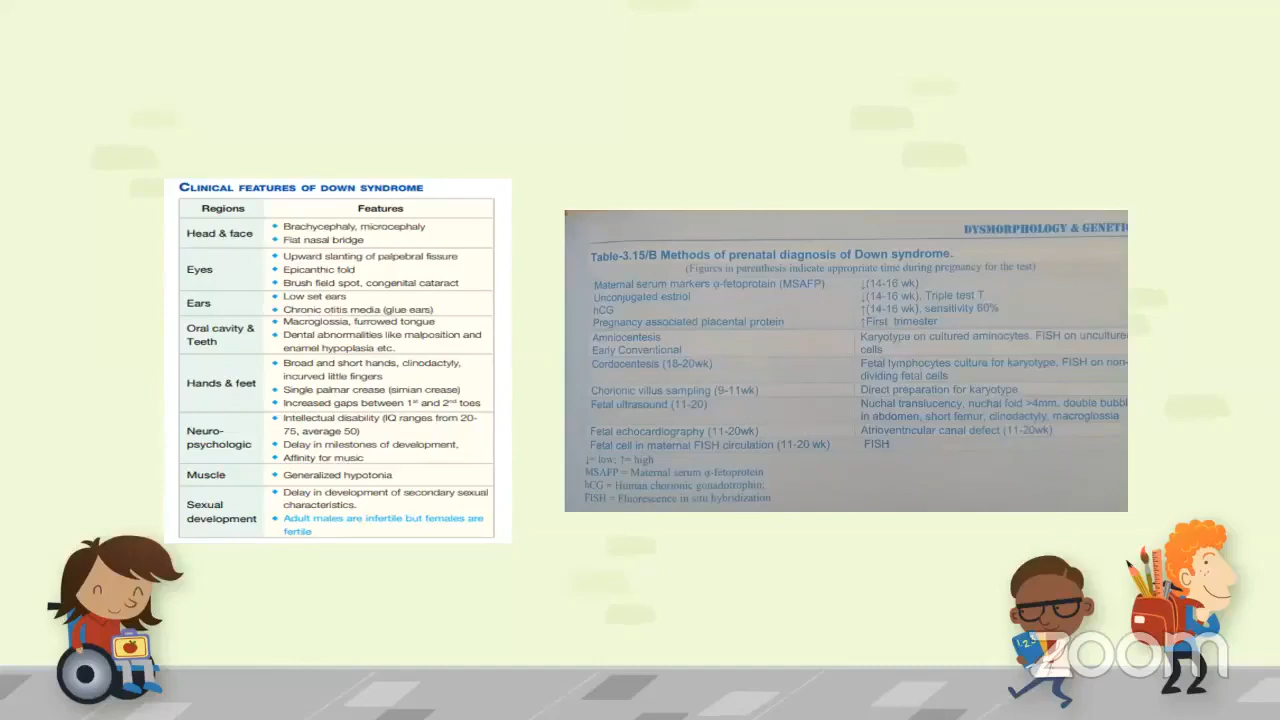 CLINICAL FEATURES OF DOWN SYNDROME
Regions Features
Head & face
Brachycephaly, microcephaly
Flat nasal bridge
Eyes
Upward slanting of palpebral fissure
Epicanthic fold
Brush field spot, congenital cataract
Ears
Low set ears
Chronic otitis media (glue ears)
Oral cavity &
Teeth
Macroglossia, furrowed tongue
Dental abnormalities like malposition and
enamel hypoplasia etc.
Hands & feet
Broad and short hands, clinodactyly,
incurved little fingers
Single palmar crease (simian crease)
Increased gaps between 1st and 2nd toes
Neuro-
psychologic
Intellectual disability (IQ ranges from 20-
75, average 50)
Delay in milestones of development,
Affinity for music
Muscle
Generalized hypotonia
Sexual
development
Delay in development of secondary sexual
characteristics.
Adult males are infertile but females are
fertile
DYSMORPHOLOGY & GENETIC
Table-3.15/B Methods of prenatal diagnosis of Down syndrome.
(Figures in parenthesis indicate appropriate time during pregnancy for the test)
Maternal serum markers α-fetoprotein (MSAFP) ↓(14-16 wk)
Unconjugated estriol ↓(14-16 wk), Triple test T
hCG ↑(14-16 wk), sensitivity 60%
Pregnancy associated placental protein ↑First trimester
Amniocentesis Karyotype on cultured aminocytes. FISH on uncultured
Early Conventional cells
Cordocentesis (18-20wk) Fetal lymphocytes culture for karyotype, FISH on non-
dividing fetal cells
Chorionic villus sampling (9-11wk) Direct preparation for karyotype
Fetal ultrasound (11-20) Nuchal translucency, nuchal fold >4mm, double bubbl
in abdomen, short femur, clinodactyly, macroglossia
Fetal echocardiography (11-20wk) Atrioventricular canal defect (11-20wk)
Fetal cell in maternal FISH circulation (11-20 wk) FISH
↓= low; ↑= high
MSAFP = Maternal serum α-fetoprotein
hCG = Human chorionic gonadotrophin;
FISH = Fluorescence in situ hybridization
1-2,3
zoom